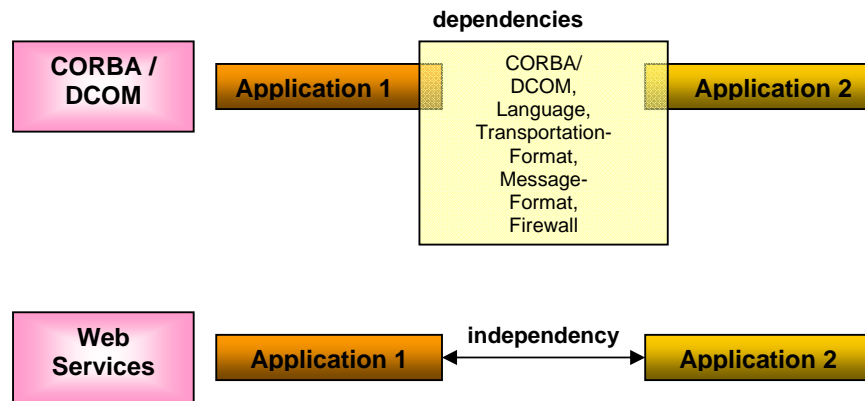 dependencies
CORBA /
DCOM
Application 1
CORBA/
DCOM,
Language,
Transportation-
Format,
Message-
Format,
Firewall
Application 2
Web
Services
Application 1
independency
Application 2